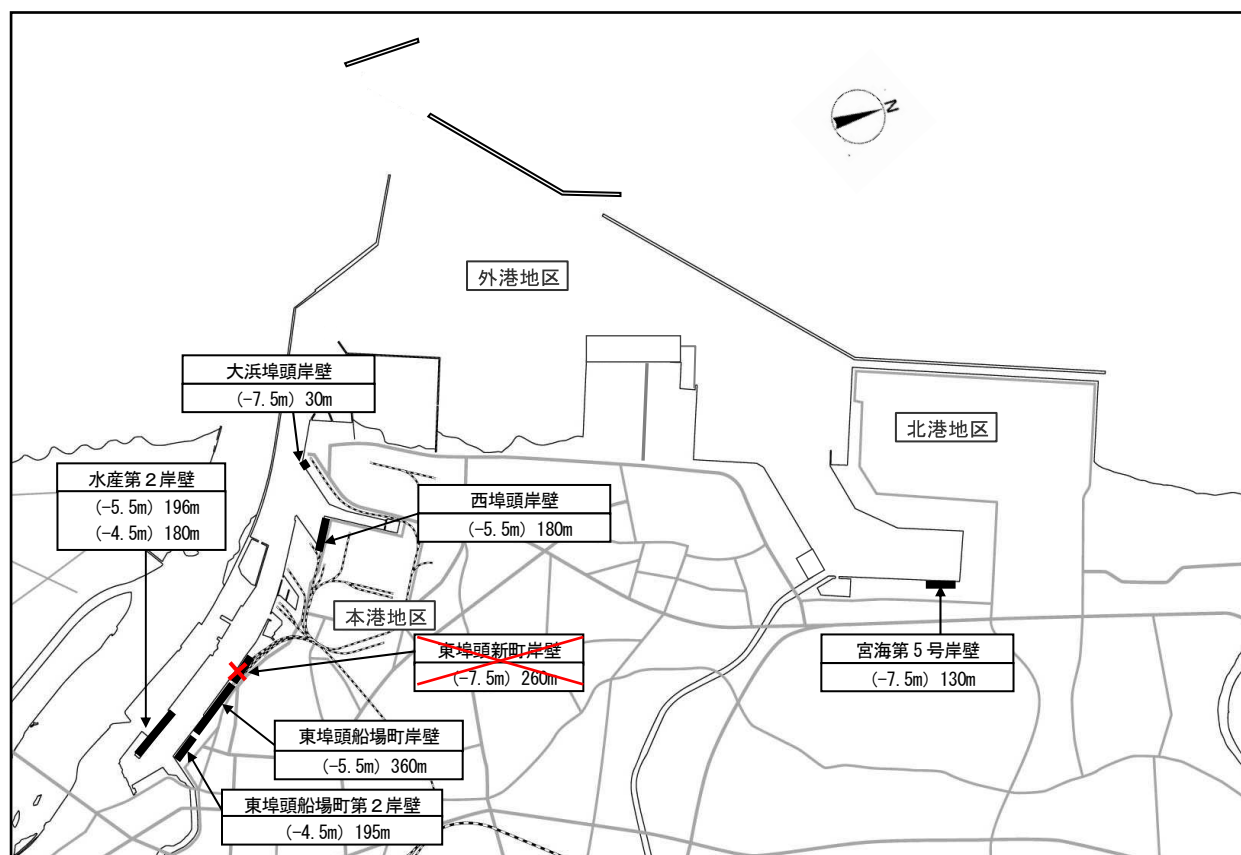 N
外港地区
大浜埠頭岸壁
(-7.5m) 30m
北港地区
水産第2岸壁
(-5.5m) 196m
(-4.5m) 180m
西埠頭岸壁
(-5.5m) 180m
本港地区
東埠頭新町岸壁
(-7.5m) 260m
宮海第5号岸壁
(-7.5m) 130m
東埠頭船場町岸壁
(-5.5m) 360m
東埠頭船場町第2岸壁
(-4.5m) 195m